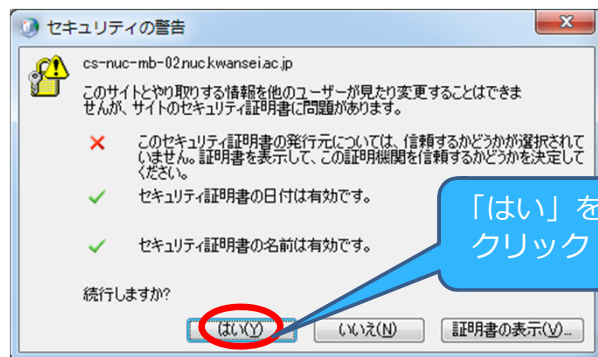 セキュリティの警告
cs-nuc-mb-02.nuc.kwansei.ac.jp
このサイトとやり取りする情報を他のユーザーが見たり変更することはできま
せんが、サイトのセキュリティ証明書に問題があります。
このセキュリティ証明書の発行元については、信頼するかどうかが選択されて
いません。証明書を表示して、この証明機関を信頼するかどうかを決定して
ください。
セキュリティ証明書の日付は有効です。
「はい」を
クリック
セキュリティ証明書の名前は有効です。
続行しますか?
はい(Y) いいえ(N) 証明書の表示(V)...